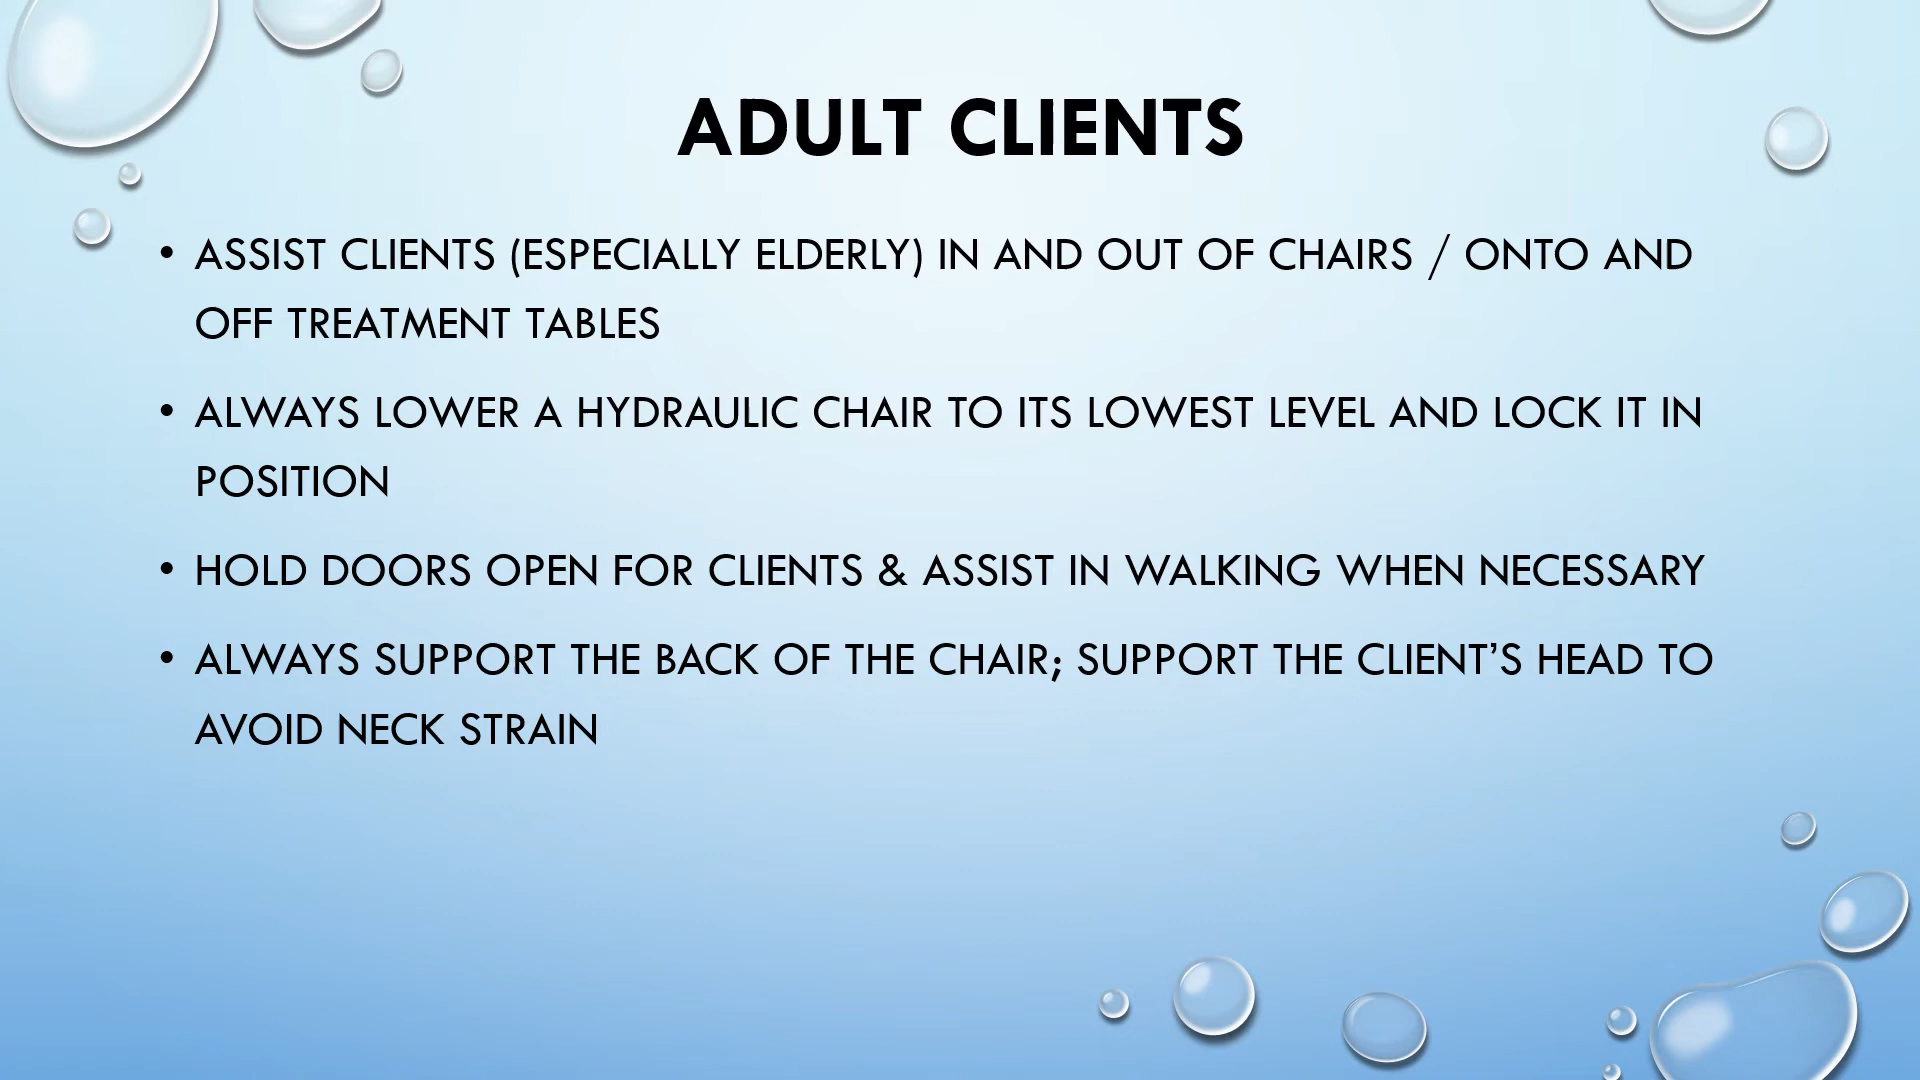 ADULT CLIENTS
• ASSIST CLIENTS (ESPECIALLY ELDERLY) IN AND OUT OF CHAIRS / ONTO AND
OFF TREATMENT TABLES
• ALWAYS LOWER A HYDRAULIC CHAIR TO ITS LOWEST LEVEL AND LOCK IT IN
POSITION
• HOLD DOORS OPEN FOR CLIENTS & ASSIST IN WALKING WHEN NECESSARY
• ALWAYS SUPPORT THE BACK OF THE CHAIR; SUPPORT THE CLIENT’S HEAD TO
AVOID NECK STRAIN